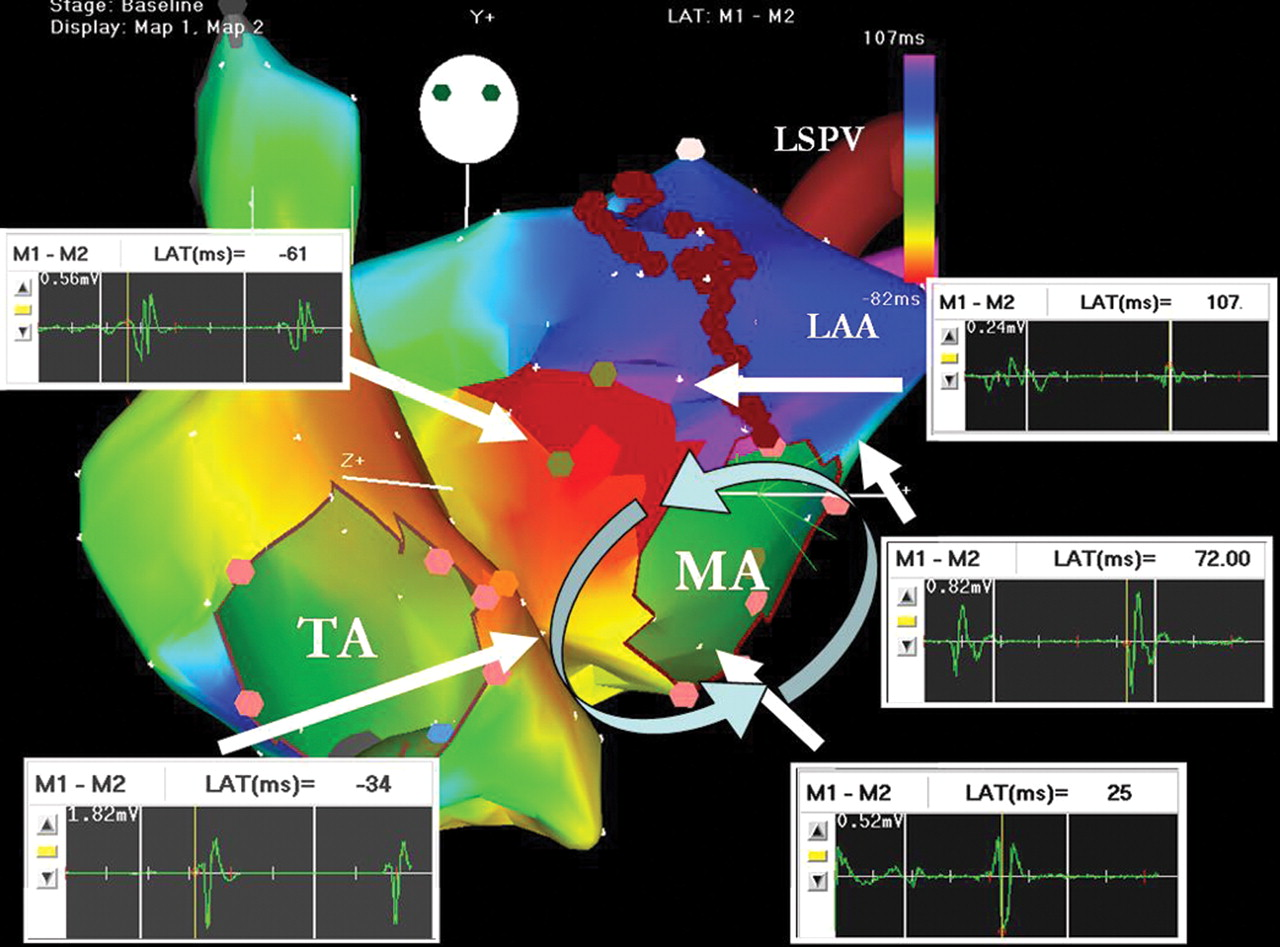 Stage: Baseline
Display: Map 1, Map 2
Y+
LAT: M1 - M2
107ms
LSPV
M1 - M2 LAT(ms)= -61
0.56mV
-82ms
LAA
M1 - M2 LAT(ms)= 107.
0.24mV
Z+
MA
M1 - M2 LAT(ms)= 72.00
0.82mV
TA
M1 - M2 LAT(ms)= -34
1.82mV
M1 - M2 LAT(ms)= 25
0.52mV